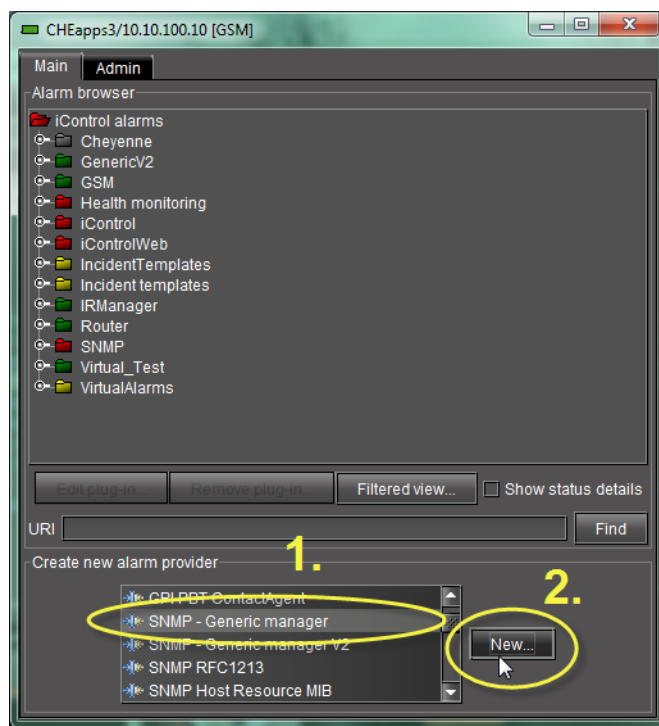 CHEapps3/10.10.100.10 [GSM]
Main Admin
Alarm browser
iControl alarms
Cheyenne
GenericV2
GSM
Health monitoring
iControl
iControlWeb
IncidentTemplates
Incident templates
IRManager
Router
SNMP
Virtual_Test
VirtualAlarms
Edit plug-in... Remove plug-in... Filtered view... Show status details
URI Find
Create new alarm provider
1.
2.
GPI PBT ContactAgent
SNMP - Generic manager
New...
SNMP - Generic manager V2
SNMP RFC1213
SNMP Host Resource MIB